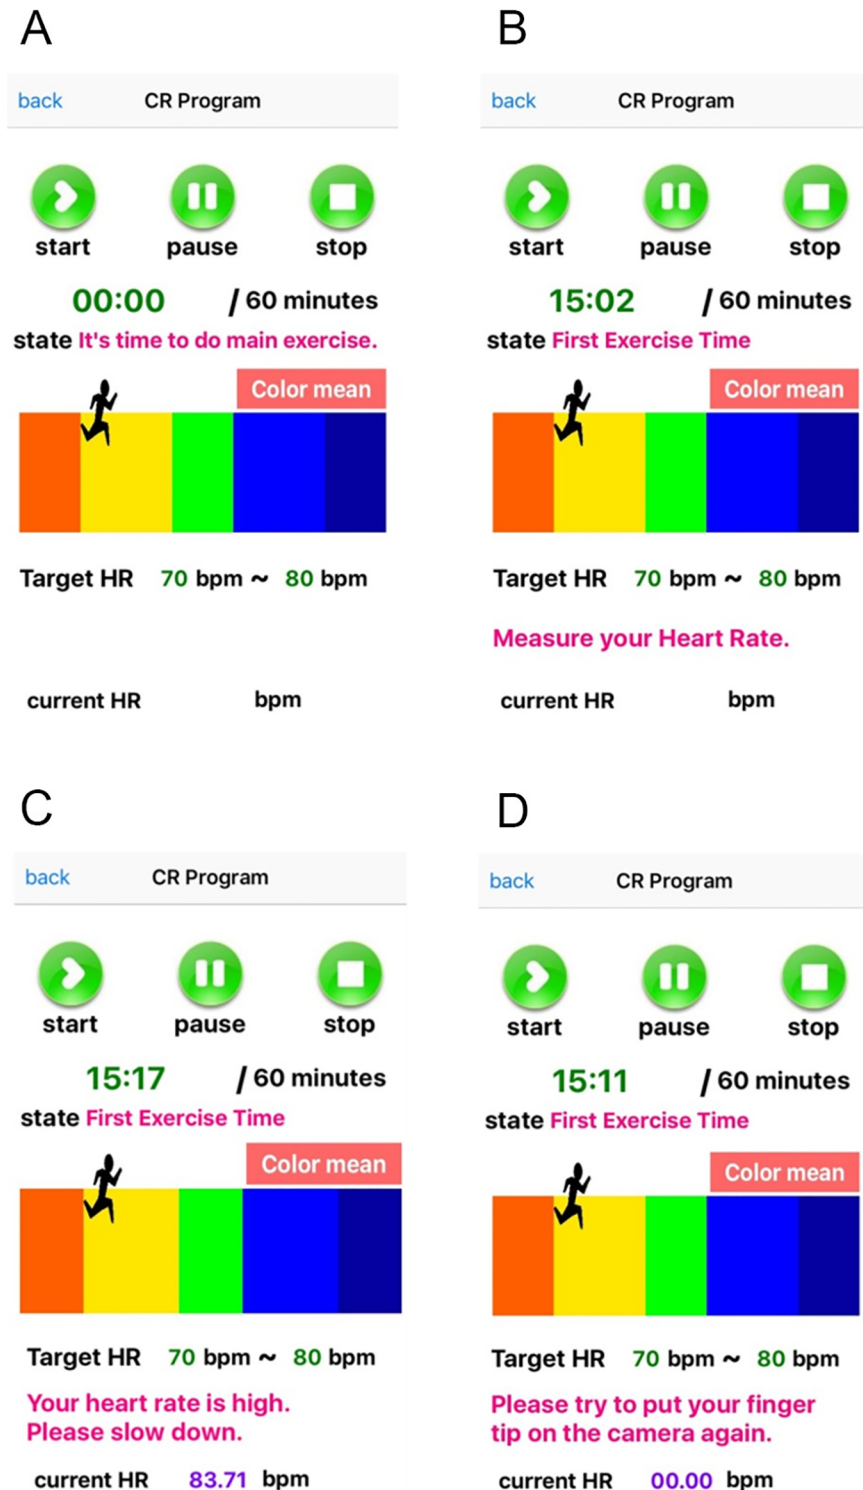 A
back CR Program
start pause stop
00:00 / 60 minutes
state It's time to do main exercise.
Color mean
Target HR 70 bpm ~ 80 bpm
current HR bpm
B
back CR Program
start pause stop
15:02 / 60 minutes
state First Exercise Time
Color mean
Target HR 70 bpm ~ 80 bpm
Measure your Heart Rate.
current HR bpm
C
back CR Program
start pause stop
15:17 / 60 minutes
state First Exercise Time
Color mean
Target HR 70 bpm ~ 80 bpm
Your heart rate is high.
Please slow down.
current HR 83.71 bpm
D
back CR Program
start pause stop
15:11 / 60 minutes
state First Exercise Time
Color mean
Target HR 70 bpm ~ 80 bpm
Please try to put your finger
tip on the camera again.
current HR 00.00 bpm